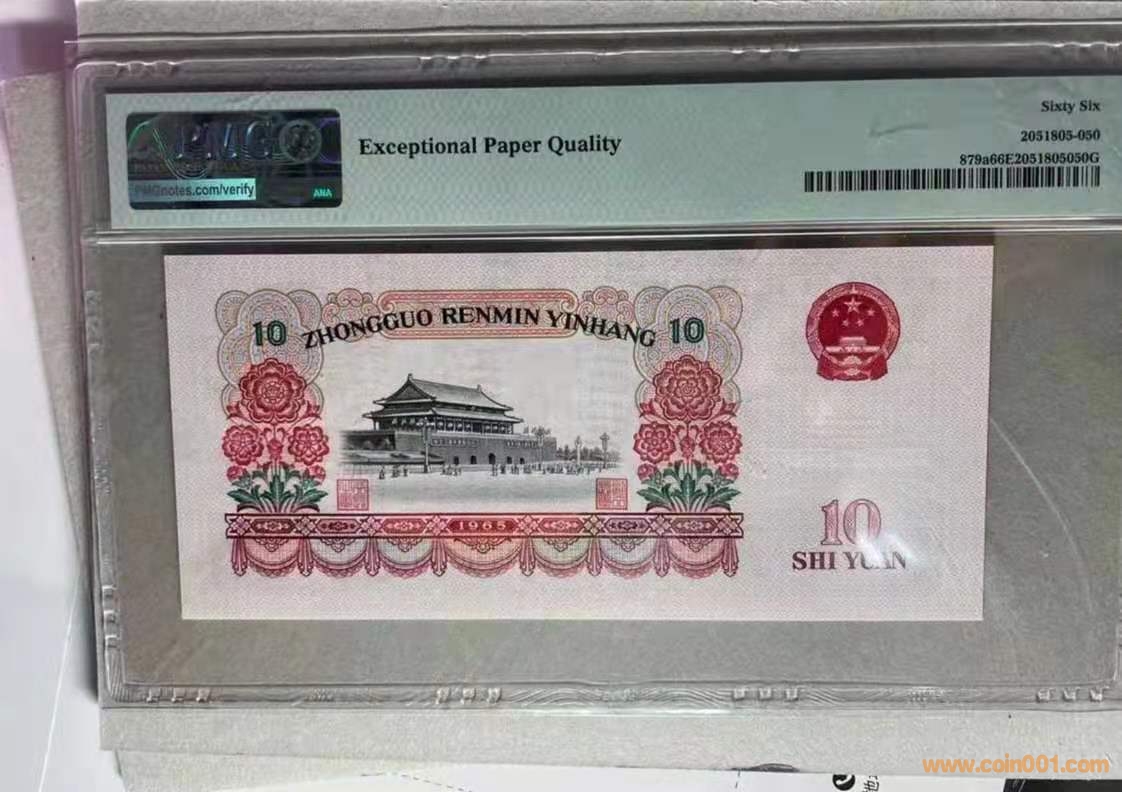 PMG
PMGnotes.com/verify
ANA
Exceptional Paper Quality
Sixty Six
2051805-050
879a66E2051805050G
10 ZHONGGUO RENMIN YINHANG 10
1965
10
SHI YUAN
www.coin001.com